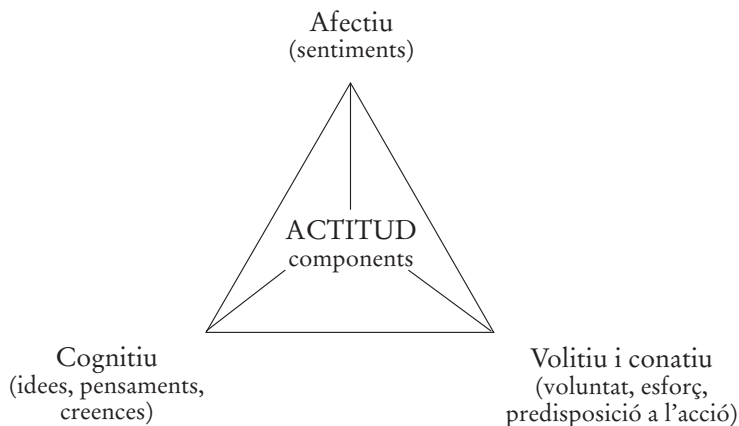 Afectiu
(sentiments)
ACTITUD
components
Cognitiu
(idees, pensaments,
creences)
Volitiu i conatiu
(voluntat, esforç,
predisposició a l’acció)